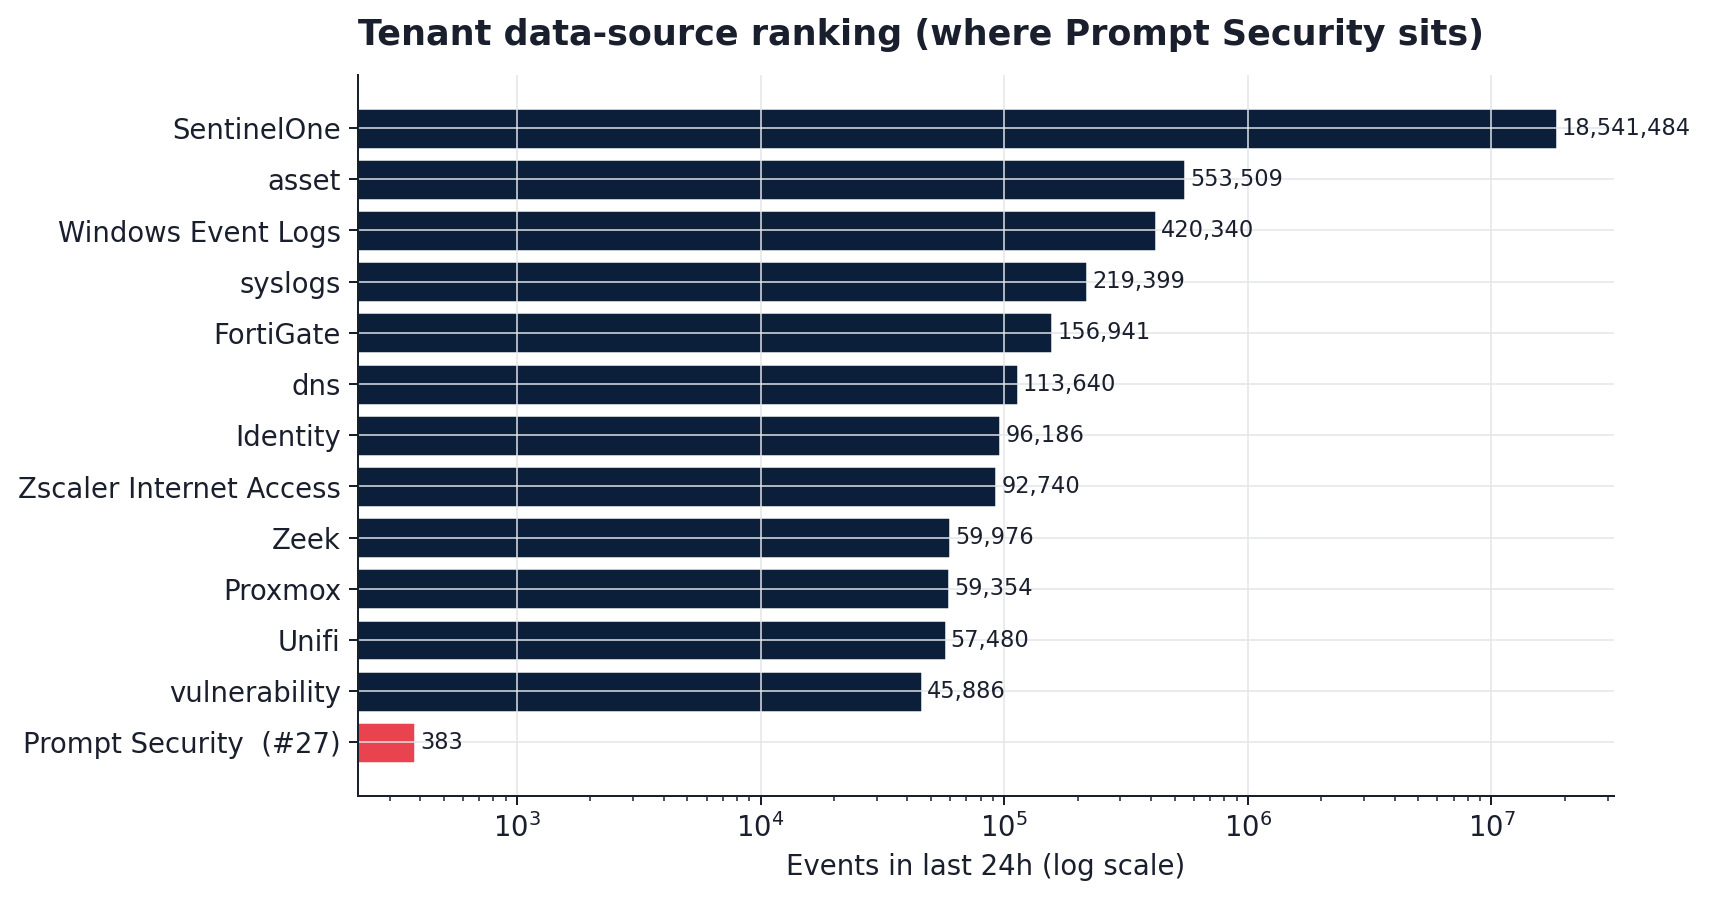 Tenant data-source ranking (where Prompt Security sits)
SentinelOne 18,541,484
asset 553,509
Windows Event Logs 420,340
syslogs 219,399
FortiGate 156,941
dns 113,640
Identity 96,186
Zscaler Internet Access 92,740
Zeek 59,976
Proxmox 59,354
Unifi 57,480
vulnerability 45,886
Prompt Security (#27) 383
10³ 10⁴ 10⁵ 10⁶ 10⁷
Events in last 24h (log scale)